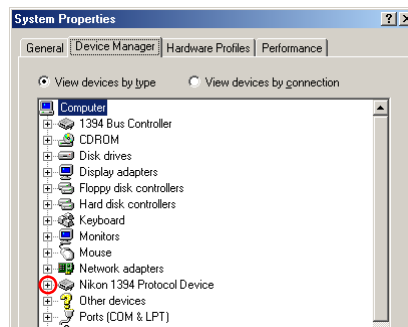 System Properties
General Device Manager Hardware Profiles Performance
View devices by type View devices by connection
Computer
1394 Bus Controller
CDROM
Disk drives
Display adapters
Floppy disk controllers
Hard disk controllers
Keyboard
Monitors
Mouse
Network adapters
Nikon 1394 Protocol Device
Other devices
Ports (COM & LPT)